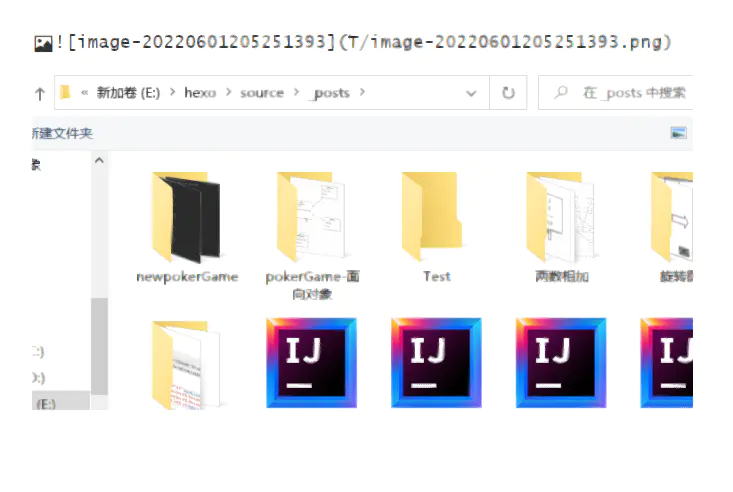 ![image-20220601205251393](T/image-20220601205251393.png)
« 新加卷 (E:) > hexo > source > _posts >
在 _posts 中搜索
新建文件夹
象
newpokerGame
pokerGame-面
向对象
Test
两数相加
旋转
IJ
IJ
IJ
IJ
C:)
D:)
(E:)